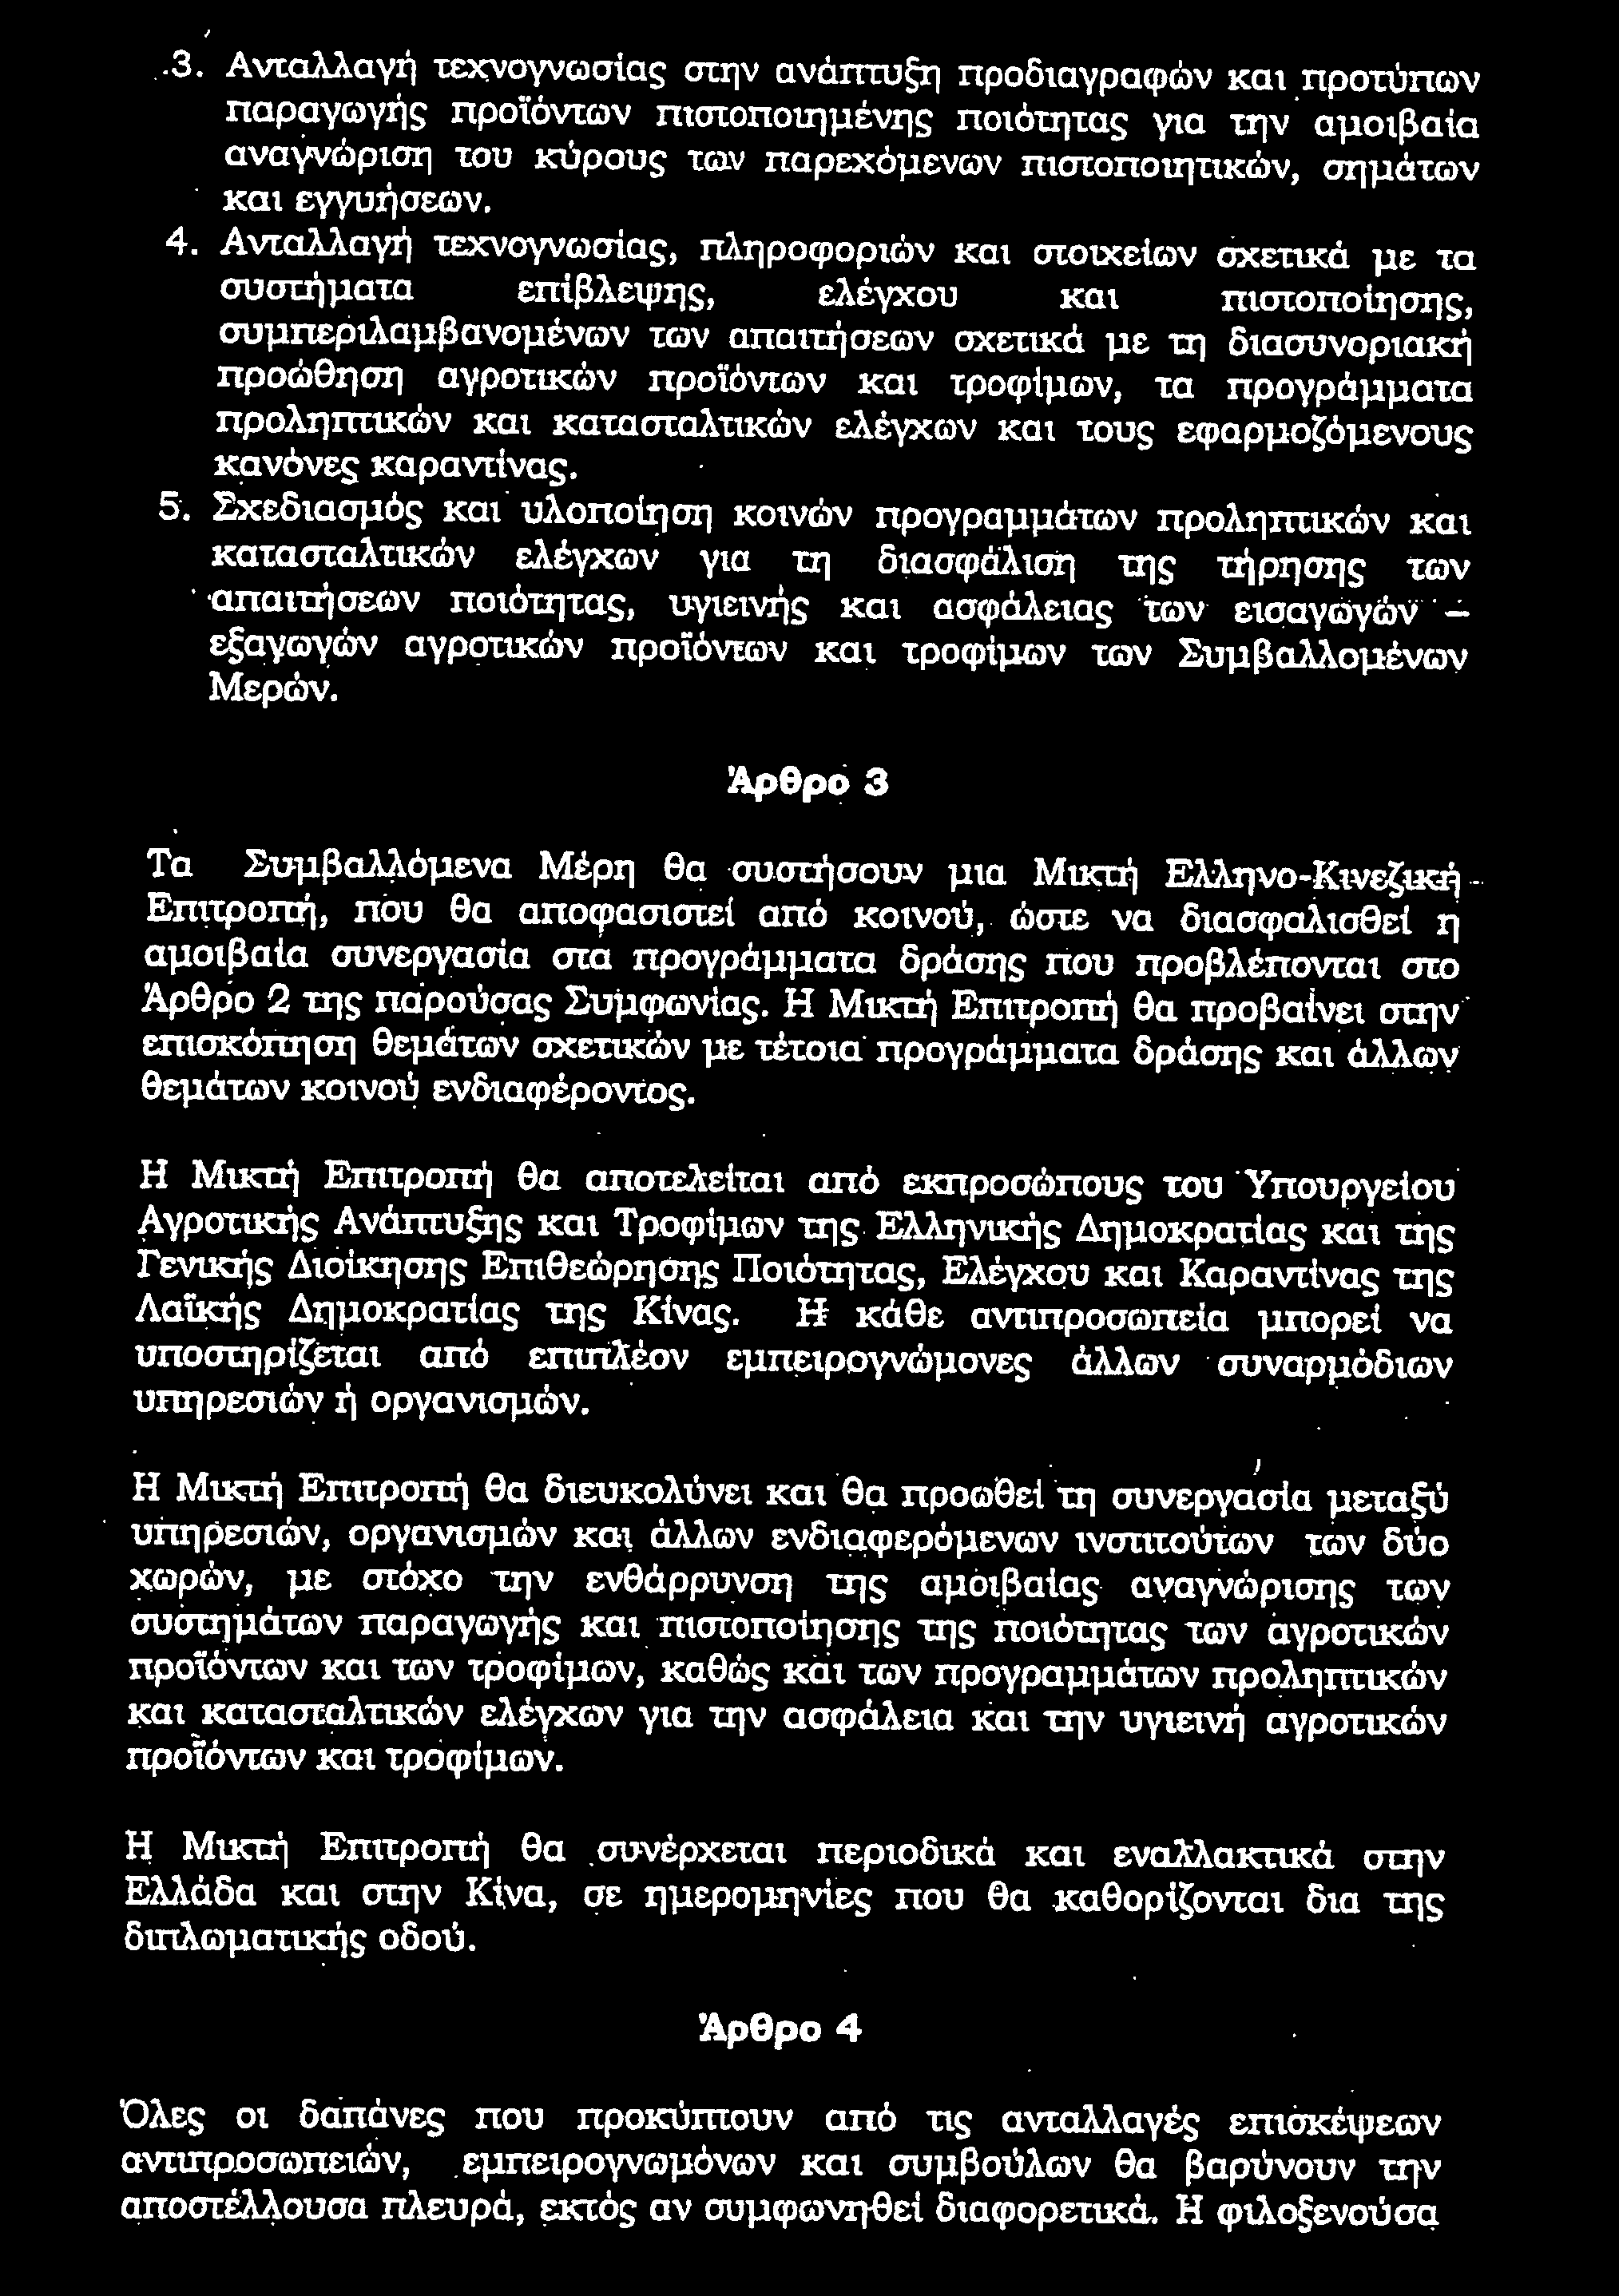 3. Ανταλλαγή τεχνογνωσίας στην ανάπτυξη προδιαγραφών και προτύπων
παραγωγής προϊόντων πιστοποιημένης ποιότητας για την αμοιβαία
αναγνώριση του κύρους των παρεχόμενων πιστοποιητικών, σημάτων
και εγγυήσεων.
4. Ανταλλαγή τεχνογνωσίας, πληροφοριών και στοιχείων σχετικά με τα
συστήματα επίβλεψης, ελέγχου και πιστοποίησης,
συμπεριλαμβανομένων των απαιτήσεων σχετικά με τη διασυνοριακή
προώθηση αγροτικών προϊόντων και τροφίμων, τα προγράμματα
προληπτικών και κατασταλτικών ελέγχων και τους εφαρμοζόμενους
κανόνες καραντίνας.
5. Σχεδιασμός και υλοποίηση κοινών προγραμμάτων προληπτικών και
κατασταλτικών ελέγχων για τη διασφάλιση της τήρησης των
απαιτήσεων ποιότητας, υγιεινής και ασφάλειας των εισαγωγών –
εξαγωγών αγροτικών προϊόντων και τροφίμων των Συμβαλλομένων
Μερών.
Άρθρο 3
Τα Συμβαλλόμενα Μέρη θα συστήσουν μια Μικτή Ελληνο-Κινεζική
Επιτροπή, που θα αποφασιστεί από κοινού, ώστε να διασφαλισθεί η
αμοιβαία συνεργασία στα προγράμματα δράσης που προβλέπονται στο
Άρθρο 2 της παρούσας Συμφωνίας. Η Μικτή Επιτροπή θα προβαίνει στην
επισκόπηση θεμάτων σχετικών με τέτοια προγράμματα δράσης και άλλων
θεμάτων κοινού ενδιαφέροντος.
Η Μικτή Επιτροπή θα αποτελείται από εκπροσώπους του Υπουργείου
Αγροτικής Ανάπτυξης και Τροφίμων της Ελληνικής Δημοκρατίας και της
Γενικής Διοίκησης Επιθεώρησης Ποιότητας, Ελέγχου και Καραντίνας της
Λαϊκής Δημοκρατίας της Κίνας. Η κάθε αντιπροσωπεία μπορεί να
υποστηρίζεται από επιπλέον εμπειρογνώμονες άλλων συναρμόδιων
υπηρεσιών ή οργανισμών.
Η Μικτή Επιτροπή θα διευκολύνει και θα προωθεί τη συνεργασία μεταξύ
υπηρεσιών, οργανισμών και άλλων ενδιαφερόμενων ινστιτούτων των δύο
χωρών, με στόχο την ενθάρρυνση της αμοιβαίας αναγνώρισης των
συστημάτων παραγωγής και πιστοποίησης της ποιότητας των αγροτικών
προϊόντων και των τροφίμων, καθώς και των προγραμμάτων προληπτικών
και κατασταλτικών ελέγχων για την ασφάλεια και την υγιεινή αγροτικών
προϊόντων και τροφίμων.
Η Μικτή Επιτροπή θα συνέρχεται περιοδικά και εναλλακτικά στην
Ελλάδα και στην Κίνα, σε ημερομηνίες που θα καθορίζονται δια της
διπλωματικής οδού.
Άρθρο 4
Όλες οι δαπάνες που προκύπτουν από τις ανταλλαγές επισκέψεων
αντιπροσωπειών, εμπειρογνωμόνων και συμβούλων θα βαρύνουν την
αποστέλλουσα πλευρά, εκτός αν συμφωνηθεί διαφορετικά. Η φιλοξενούσα